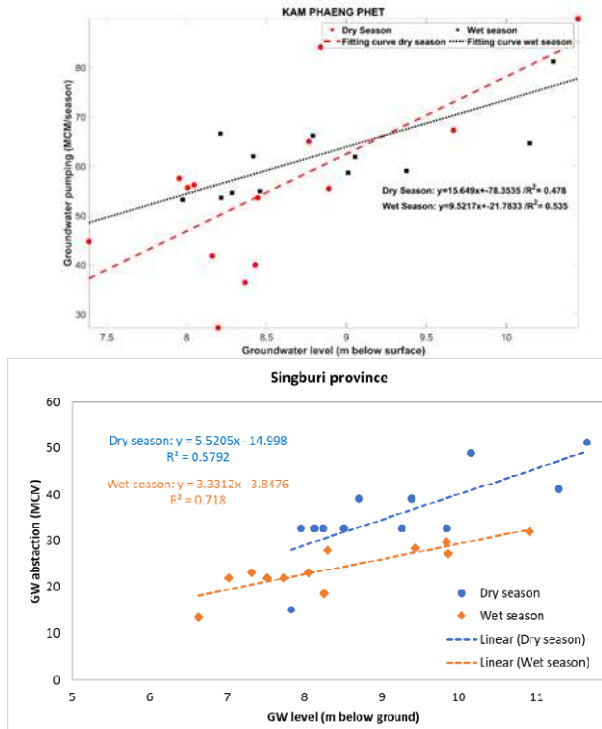 KAM PHAENG PHET
Dry Season
Wet season
Fitting curve dry season
Fitting curve wet season
Groundwater pumping (MCM/season)
80
70
60
50
40
30
Dry Season: y=15.649x+-78.3535 /R²= 0.478
Wet Season: y=9.5217x+-21.7833 /R²= 0.535
7.5 8 8.5 9 9.5 10
Groundwater level (m below surface)
Singburi province
GW abstaction (MCM)
60
50
40
30
20
10
0
Dry season: y = 5.5205x - 14.998
R² = 0.5792
Wet season: y = 3.3312x - 3.8476
R² = 0.718
Dry season
Wet season
Linear (Dry season)
Linear (Wet season)
5 6 7 8 9 10 11
GW level (m below ground)